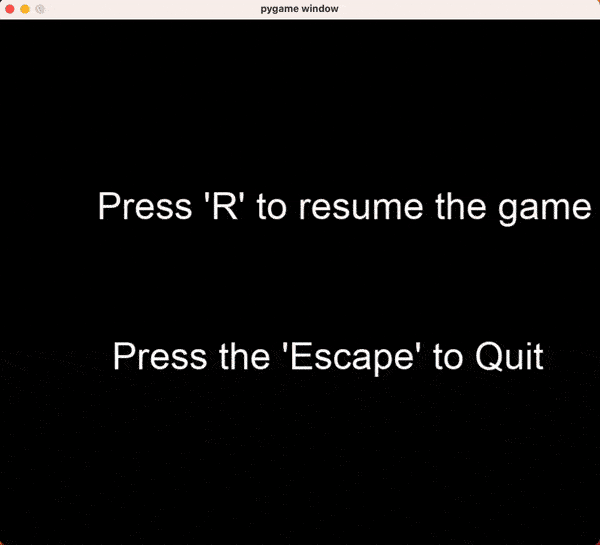 pygame window
Press 'R' to resume the game
Press the 'Escape' to Quit